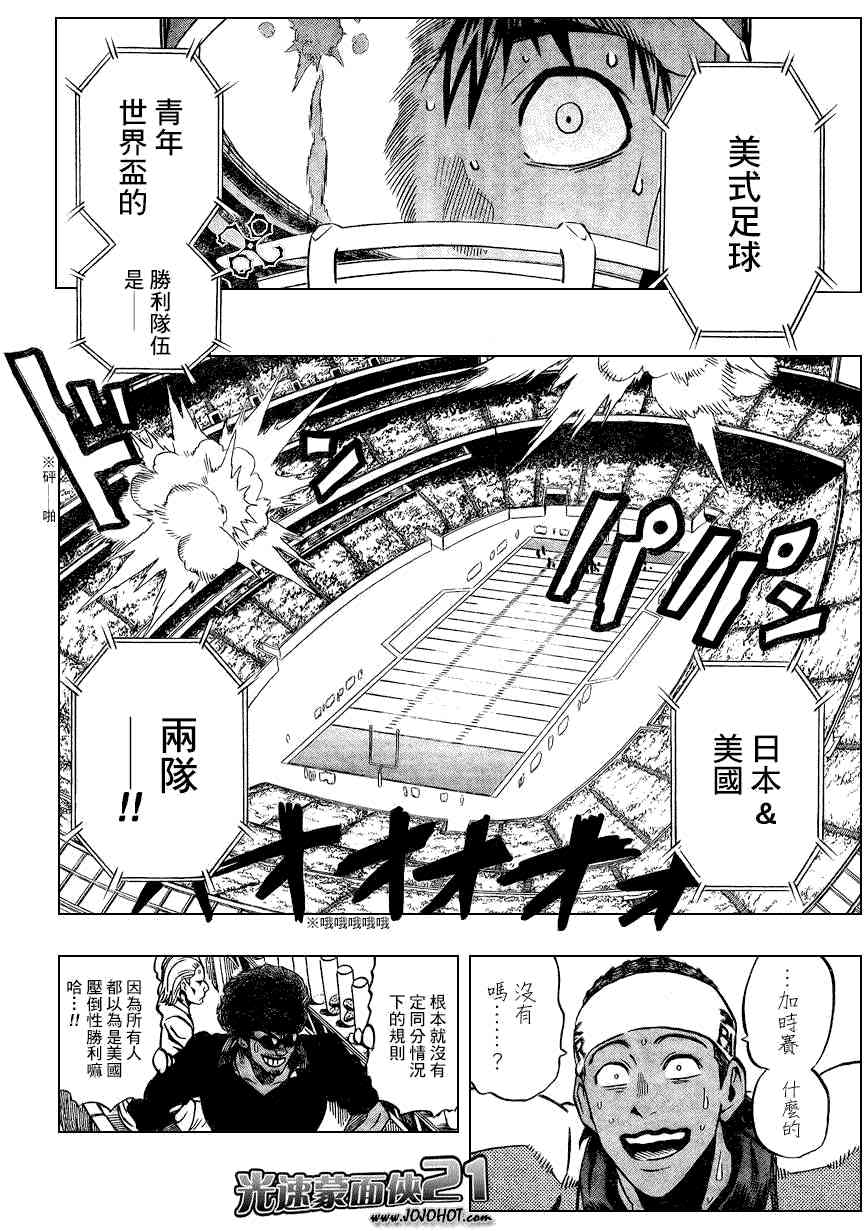 美式足球
青年
世界盃的
勝利隊伍
是——
ドン
※砰——啪
パパン
日本&
美國
兩隊
——!!
オオオオオオ
※哦哦哦哦哦
…加時賽 什麼的
沒有
嗎……?
根本就沒有
定同分情況
下的規則
因為所有人
都以為是美國
壓倒性勝利嘛
哈…!!
光速蒙面俠21
www.JOJOHOT.com